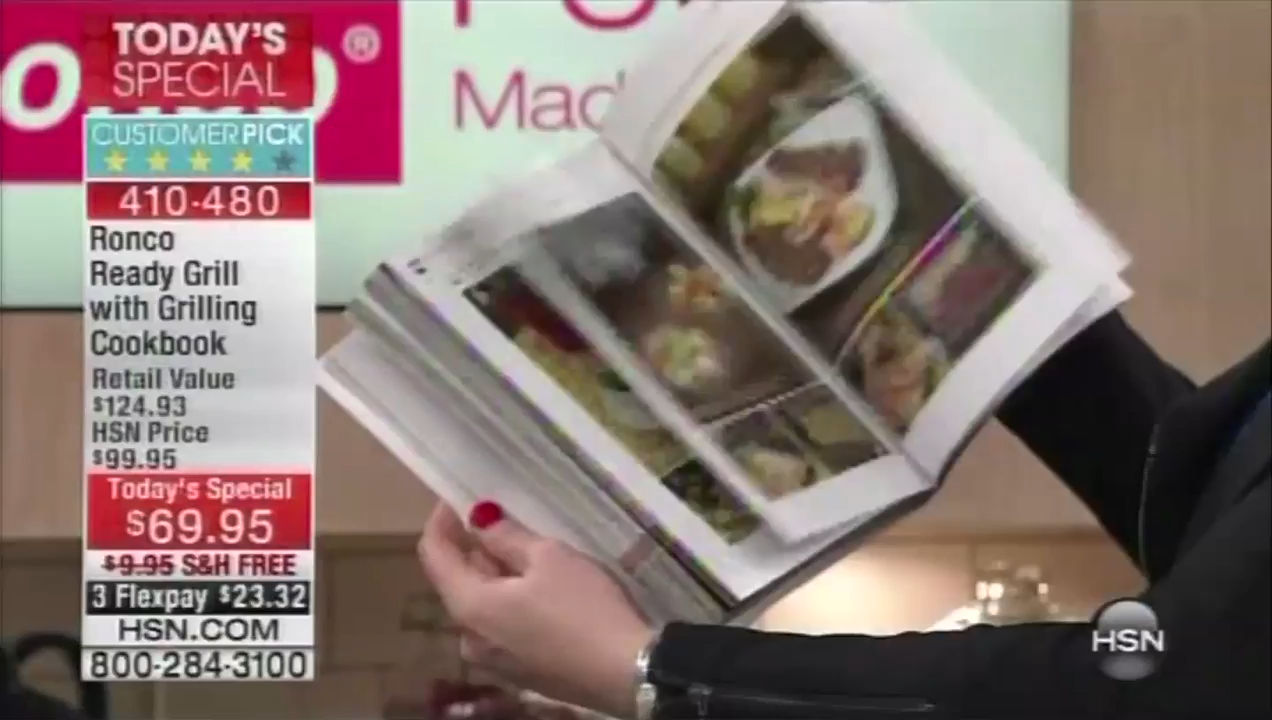 TODAY'S
SPECIAL
CUSTOMER PICK
410-480
Ronco
Ready Grill
with Grilling
Cookbook
Retail Value
$124.93
HSN Price
$99.95
Today's Special
$69.95
$9.95 S&H FREE
3 Flexpay $23.32
HSN.COM
800-284-3100
®
HSN